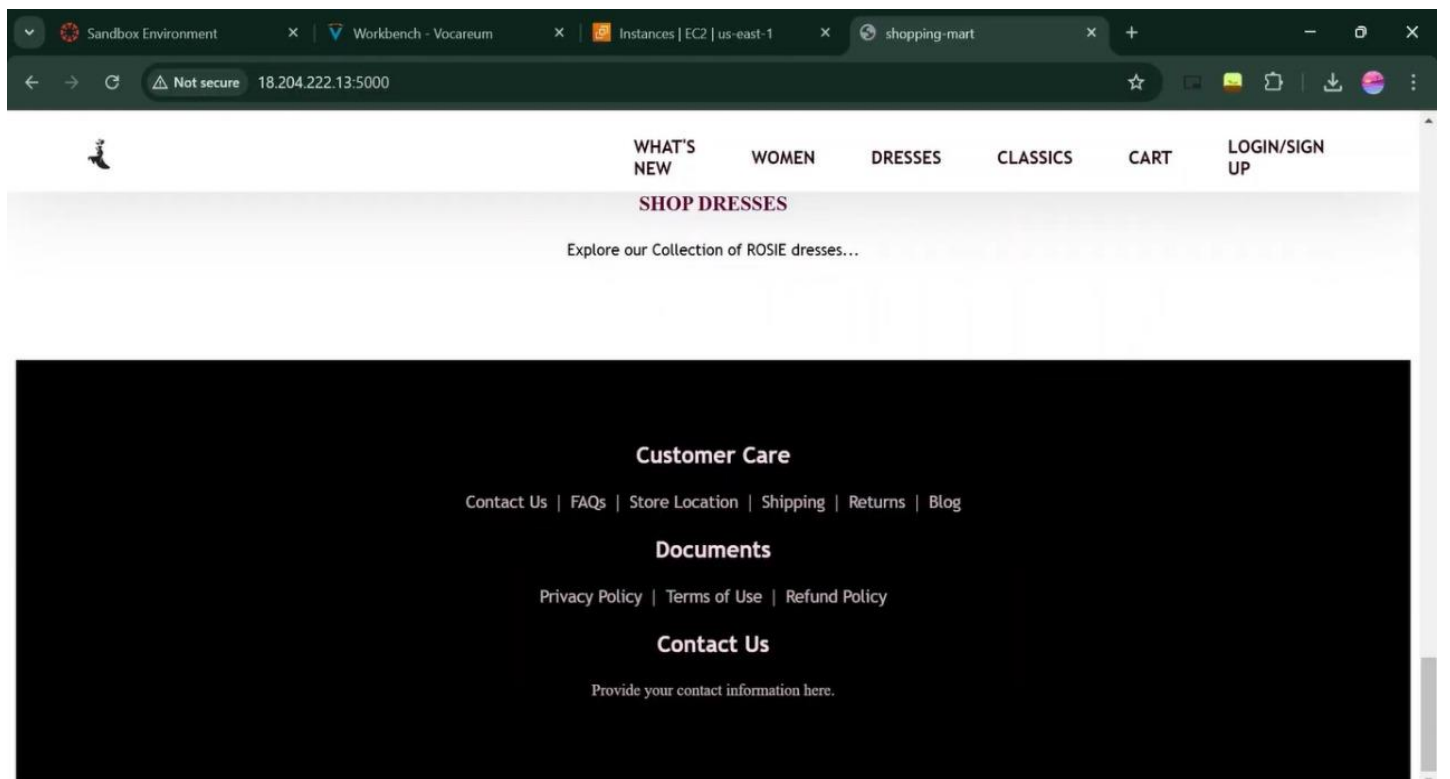 Sandbox Environment
Workbench - Vocareum
Instances | EC2 | us-east-1
shopping-mart
Not secure
18.204.222.13:5000
WHAT'S NEW
WOMEN
DRESSES
CLASSICS
CART
LOGIN/SIGN UP
SHOP DRESSES
Explore our Collection of ROSIE dresses...
Customer Care
Contact Us | FAQs | Store Location | Shipping | Returns | Blog
Documents
Privacy Policy | Terms of Use | Refund Policy
Contact Us
Provide your contact information here.